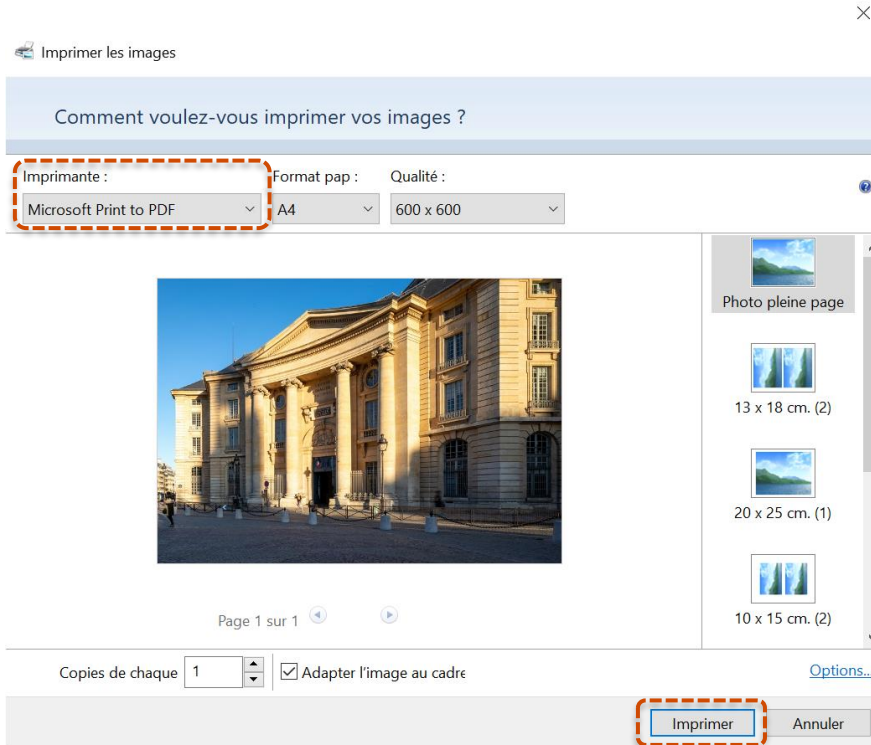 Imprimer les images
Comment voulez-vous imprimer vos images ?
Imprimante : Format pap : Qualité :
Microsoft Print to PDF A4 600 x 600
Photo pleine page
13 x 18 cm. (2)
20 x 25 cm. (1)
10 x 15 cm. (2)
Page 1 sur 1
Copies de chaque 1 Adapter l'image au cadre Options...
Imprimer Annuler